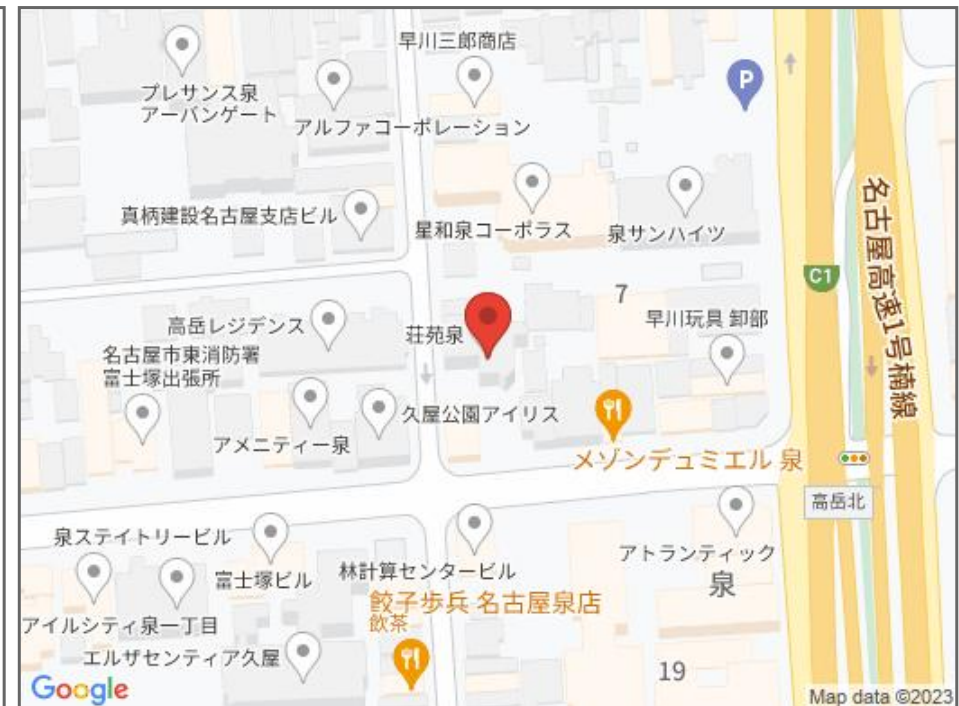 早川三郎商店
P
プレサンス泉
アーバンゲート
アルファコーポレーション
真柄建設名古屋支店ビル
星和泉コーポラス
泉サンハイツ
名古屋高速1号楠線
C1
7
高岳レジデンス
荘苑泉
早川玩具 卸部
名古屋市東消防署
富士塚出張所
久屋公園アイリス
アメニティー泉
メゾンデュミエル 泉
高岳北
泉ステイトリービル
富士塚ビル
林計算センタービル
アトランティック
泉
餃子歩兵 名古屋泉店
飲茶
アイルシティ泉一丁目
エルザセンティア久屋
19
Google
Map data ©2023